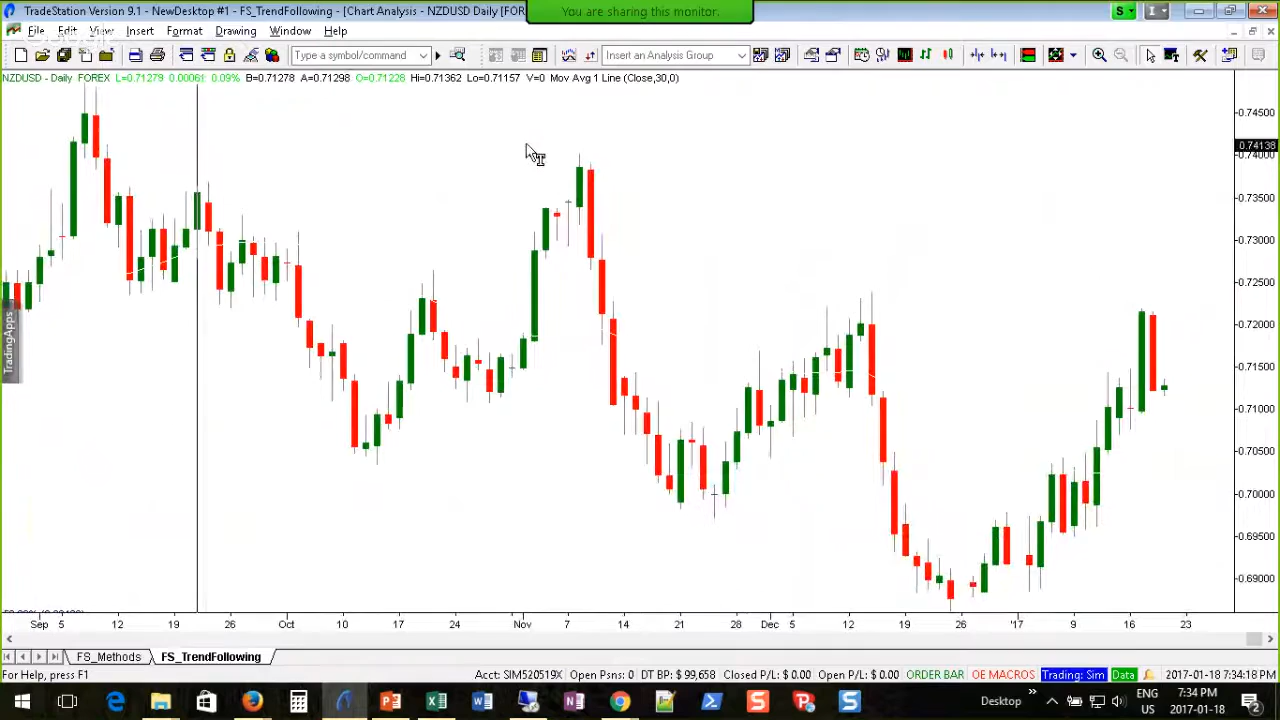 TradeStation Version 9.1 - NewDesktop #1 - FS_TrendFollowing - [Chart Analysis - NZDUSD Daily [FOR
You are sharing this monitor.
S
I
File Edit View Insert Format Drawing Window Help
Type a symbol/command
Insert an Analysis Group
NZDUSD - Daily FOREX L=0.71279 0.00061 0.09% B=0.71278 A=0.71298 O=0.71228 Hi=0.71362 Lo=0.71157 V=0 Mov Avg 1 Line (Close,30,0)
0.74500
0.74138
0.74000
0.73500
0.73000
0.72500
0.72000
0.71500
0.71000
0.70500
0.70000
0.69500
0.69000
TradingApps
Sep 5 12 19 26 Oct 10 17 24 Nov 7 14 21 28 Dec 5 12 19 26 '17 9 16 23
FS_Methods FS_TrendFollowing
For Help, press F1 Acct: SIM520519X Open Psns: 0 DT BP $ 99,658 Closed P/L: $ 0.00 Open P/L: $ 0.00 ORDER BAR OE MACROS Trading: Sim Data 2017-01-18 7:34:18 PM
Desktop
ENG
US
7:34 PM
2017-01-18
2